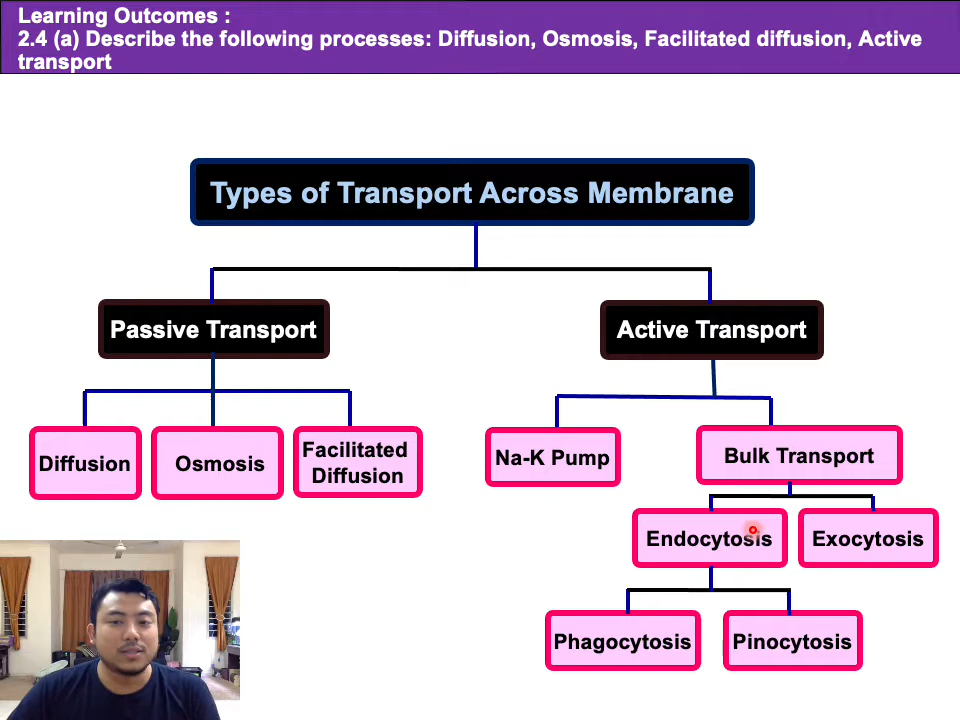 Learning Outcomes :
2.4 (a) Describe the following processes: Diffusion, Osmosis, Facilitated diffusion, Active
transport
Types of Transport Across Membrane
Passive Transport
Active Transport
Diffusion
Osmosis
Facilitated
Diffusion
Na-K Pump
Bulk Transport
Endocytosis
Exocytosis
Phagocytosis
Pinocytosis